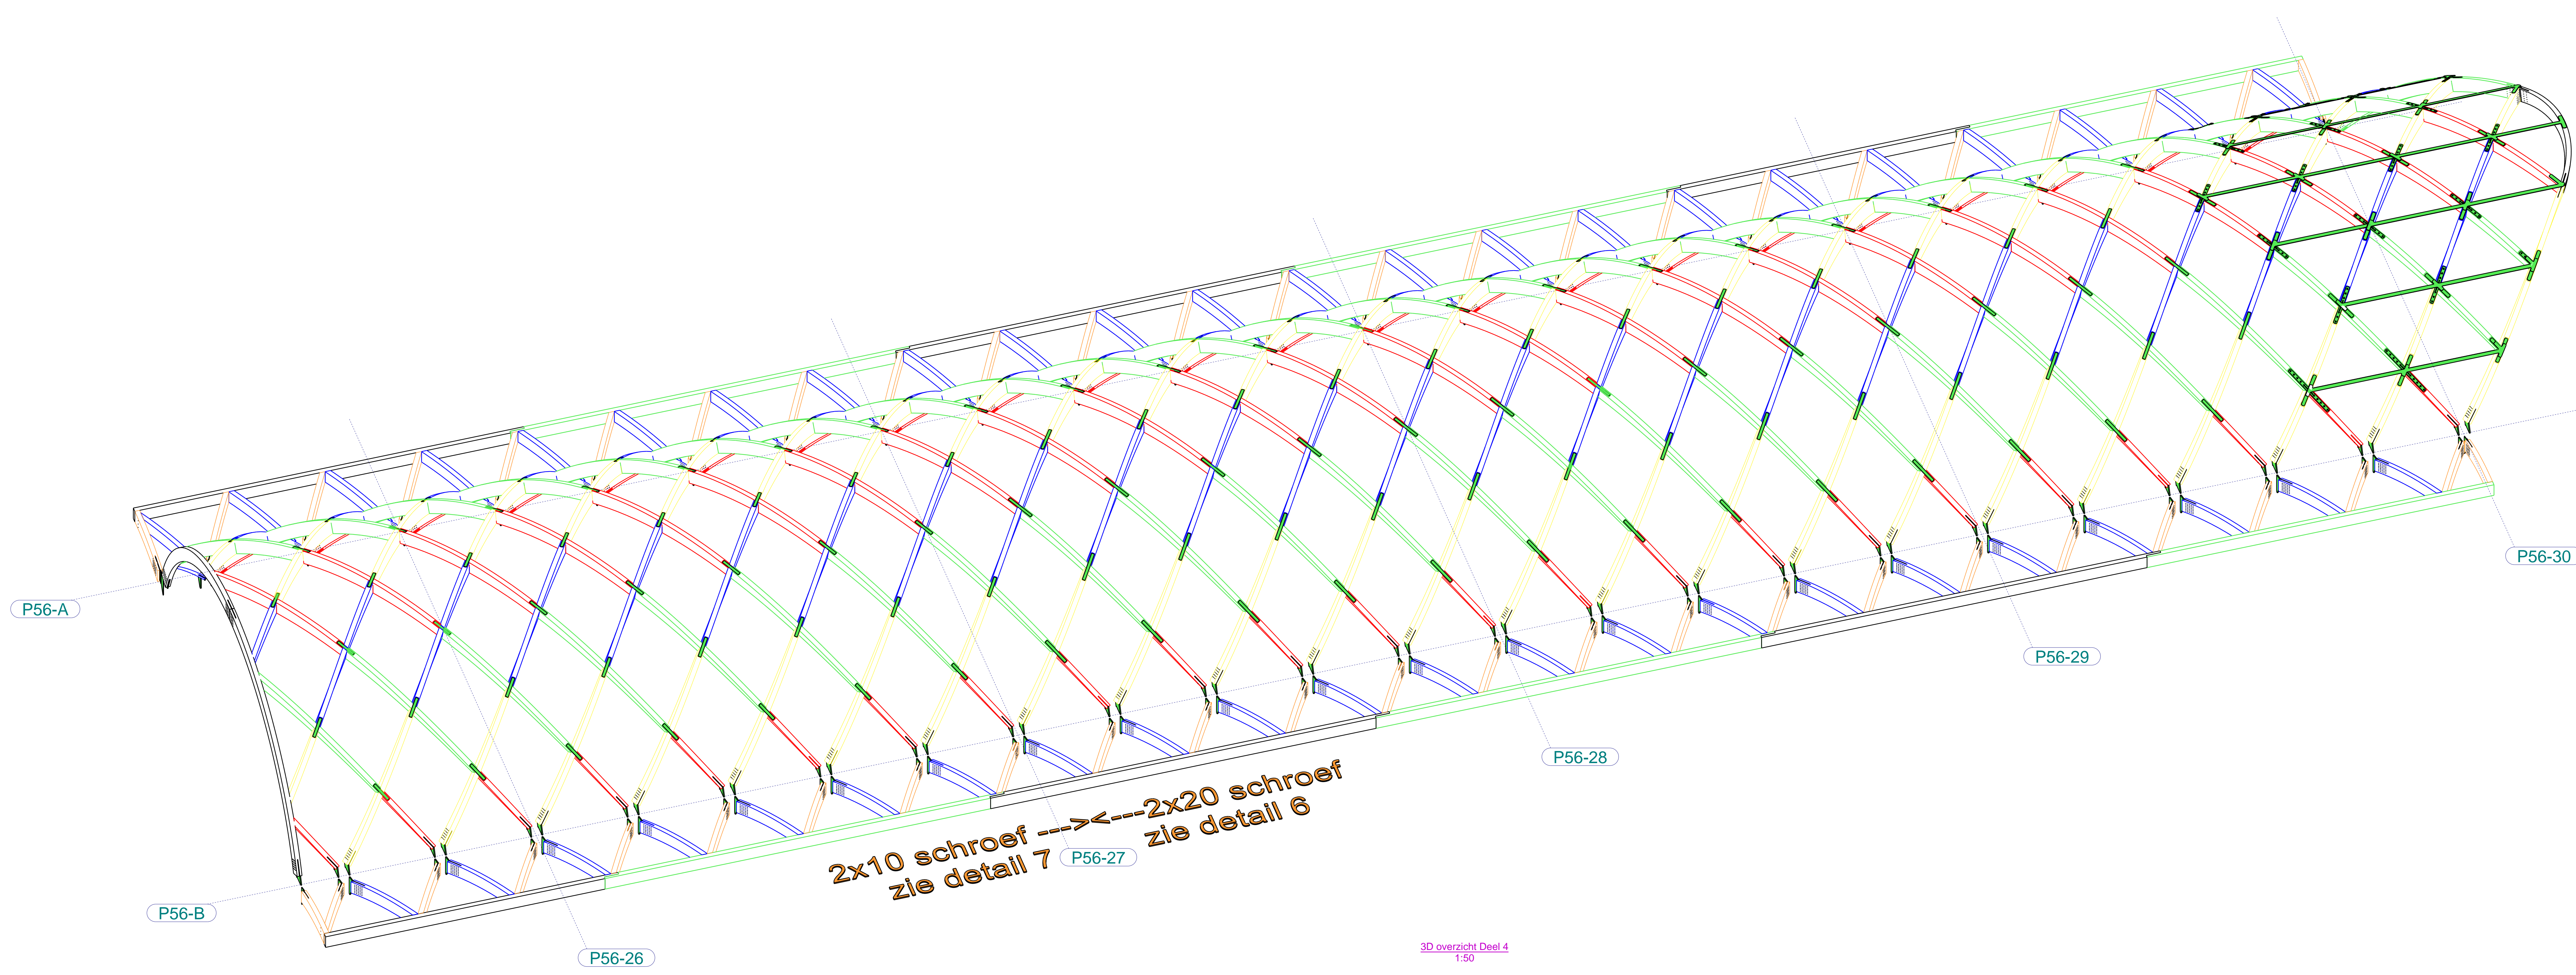 P56-A
P56-B
P56-26
P56-27
P56-28
P56-29
P56-30
2x10 schroef ---><---2x20 schroef
zie detail 7 zie detail 6
3D overzicht Deel 4
1:50